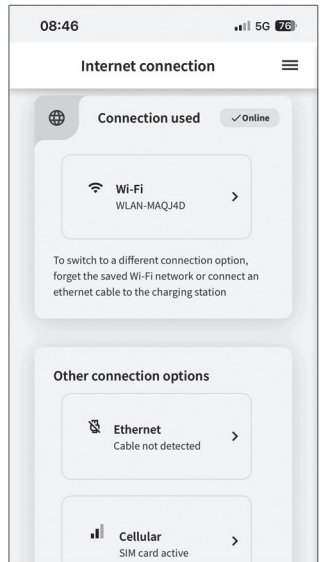 08:46 5G 76
Internet connection
Connection used
Online
Wi-Fi
WLAN-MAQJ4D
To switch to a different connection option,
forget the saved Wi-Fi network or connect an
ethernet cable to the charging station
Other connection options
Ethernet
Cable not detected
Cellular
SIM card active